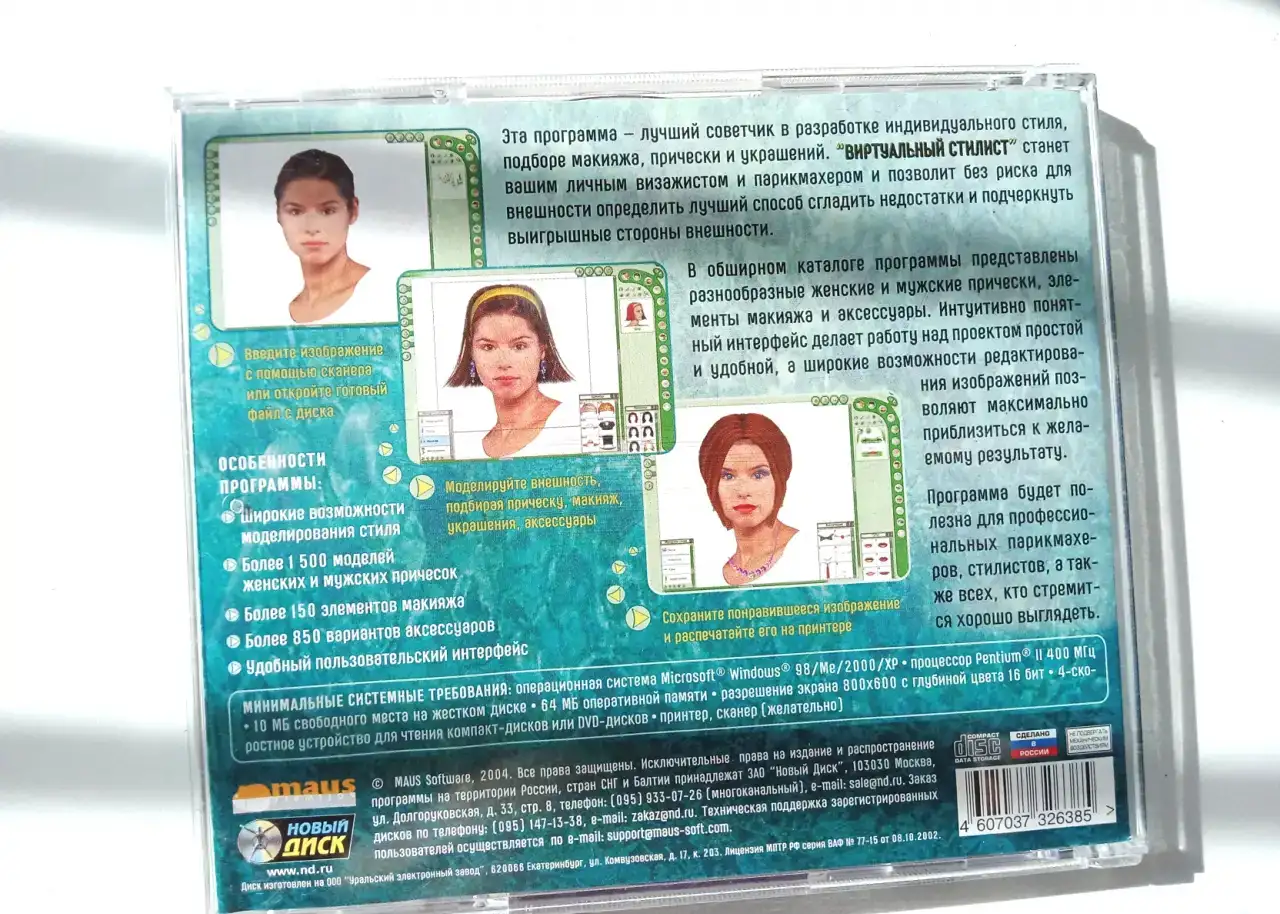 Эта программа – лучший советчик в разработке индивидуального стиля,
подборе макияжа, прически и украшений. "ВИРТУАЛЬНЫЙ СТИЛИСТ" станет
вашим личным визажистом и парикмахером и позволит без риска для
внешности определить лучший способ сгладить недостатки и подчеркнуть
выигрышные стороны внешности.
В обширном каталоге программы представлены
разнообразные женские и мужские прически, эле-
менты макияжа и аксессуары. Интуитивно понят-
ный интерфейс делает работу над проектом простой
и удобной, а широкие возможности редактирова-
ния изображений поз-
воляют максимально
приблизиться к жела-
емому результату.
Программа будет по-
лезна для профессио-
нальных парикмахе-
ров, стилистов, а так-
же всех, кто стремит-
ся хорошо выглядеть.
Введите изображение
с помощью сканера
или откройте готовый
файл с диска
Моделируйте внешность,
подбирая прическу, макияж,
украшения, аксессуары
Сохраните понравившееся изображение
и распечатайте его на принтере
ОСОБЕННОСТИ
ПРОГРАММЫ:
Широкие возможности
моделирования стиля
Более 1 500 моделей
женских и мужских причесок
Более 150 элементов макияжа
Более 850 вариантов аксессуаров
Удобный пользовательский интерфейс
МИНИМАЛЬНЫЕ СИСТЕМНЫЕ ТРЕБОВАНИЯ: операционная система Microsoft® Windows® 98/Me/2000/XP • процессор Pentium® II 400 МГц
• 10 МБ свободного места на жестком диске • 64 МБ оперативной памяти • разрешение экрана 800x600 с глубиной цвета 16 бит • 4-ско-
ростное устройство для чтения компакт-дисков или DVD-дисков • принтер, сканер (желательно)
maus
НОВЫЙ
ДИСК
www.nd.ru
© MAUS Software, 2004. Все права защищены. Исключительные права на издание и распространение
программы на территории России, стран СНГ и Балтии принадлежат ЗАО "Новый Диск", 103030 Москва,
ул. Долгоруковская, д. 33, стр. 8, телефон: (095) 933-07-26 (многоканальный), e-mail: sale@nd.ru. Заказ
дисков по телефону: (095) 147-13-38, e-mail: zakaz@nd.ru. Техническая поддержка зарегистрированных
пользователей осуществляется по e-mail: support@maus-soft.com.
Диск изготовлен на ООО "Уральский электронный завод", 620066 Екатеринбург, ул. Комвузовская, д. 17, к. 203. Лицензия МПТР РФ серия ВАФ № 77-15 от 08.10.2002.
COMPACT
disc
DATA STORAGE
СДЕЛАНО
В
РОССИИ
НЕ ПОДВЕРГАТЬ
МЕХАНИЧЕСКИМ
ВОЗДЕЙСТВИЯМ
4 607037 326385 >